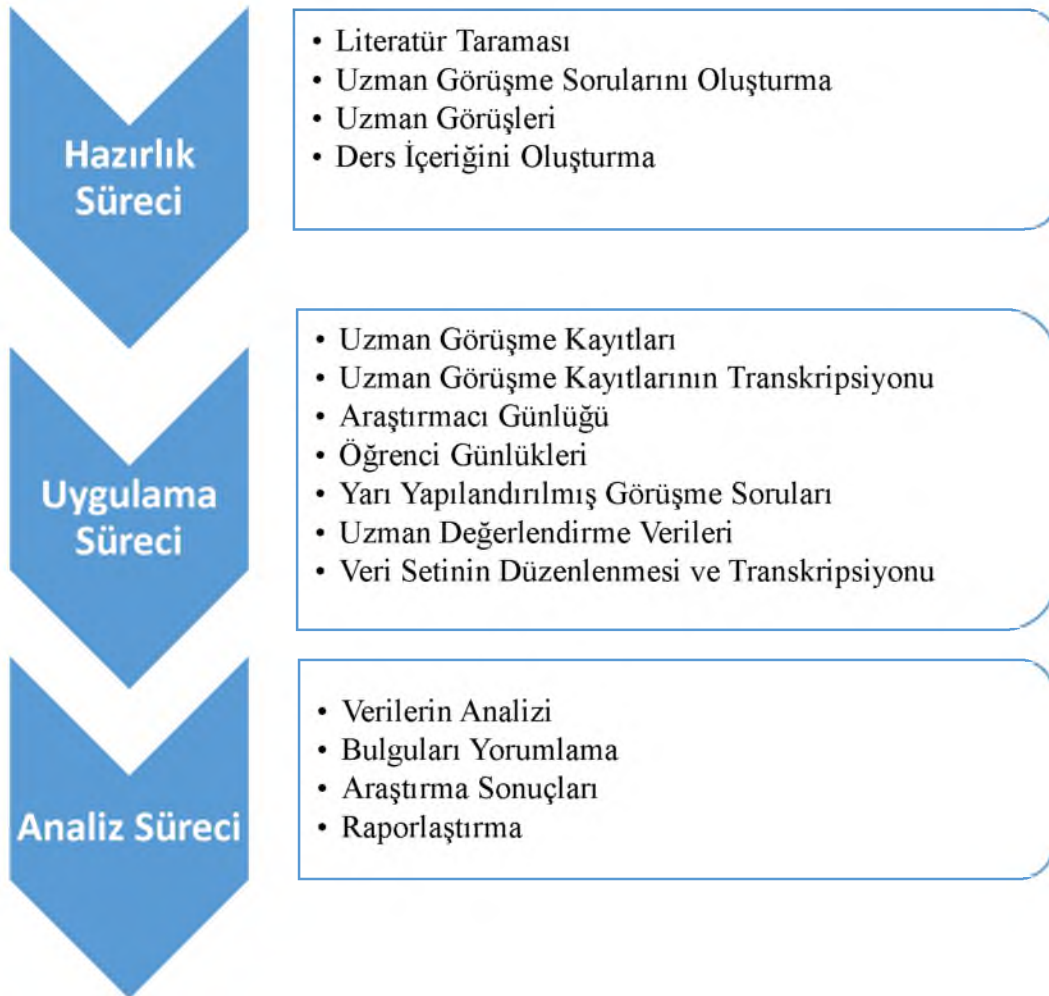 Hazırlık
Süreci
• Literatür Taraması
• Uzman Görüşme Sorularını Oluşturma
• Uzman Görüşleri
• Ders İçeriğini Oluşturma
Uygulama
Süreci
• Uzman Görüşme Kayıtları
• Uzman Görüşme Kayıtlarının Transkripsiyonu
• Araştırmacı Günlüğü
• Öğrenci Günlükleri
• Yarı Yapılandırılmış Görüşme Soruları
• Uzman Değerlendirme Verileri
• Veri Setinin Düzenlenmesi ve Transkripsiyonu
Analiz Süreci
• Verilerin Analizi
• Bulguları Yorumlama
• Araştırma Sonuçları
• Raporlaştırma